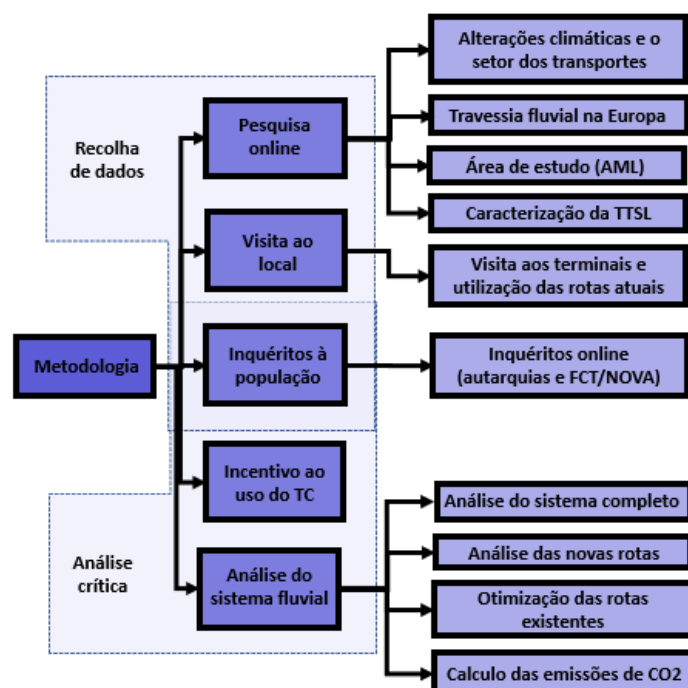 Alterações climáticas e o
setor dos transportes
Pesquisa
online
Travessia fluvial na Europa
Recolha
de dados
Área de estudo (AML)
Caracterização da TTSL
Visita ao
local
Visita aos terminais e
utilização das rotas atuais
Metodologia
Inquéritos à
população
Inquéritos online
(autarquias e FCT/NOVA)
Incentivo ao
uso do TC
Análise do sistema completo
Análise
crítica
Análise do
sistema fluvial
Análise das novas rotas
Otimização das rotas
existentes
Calculo das emissões de CO2